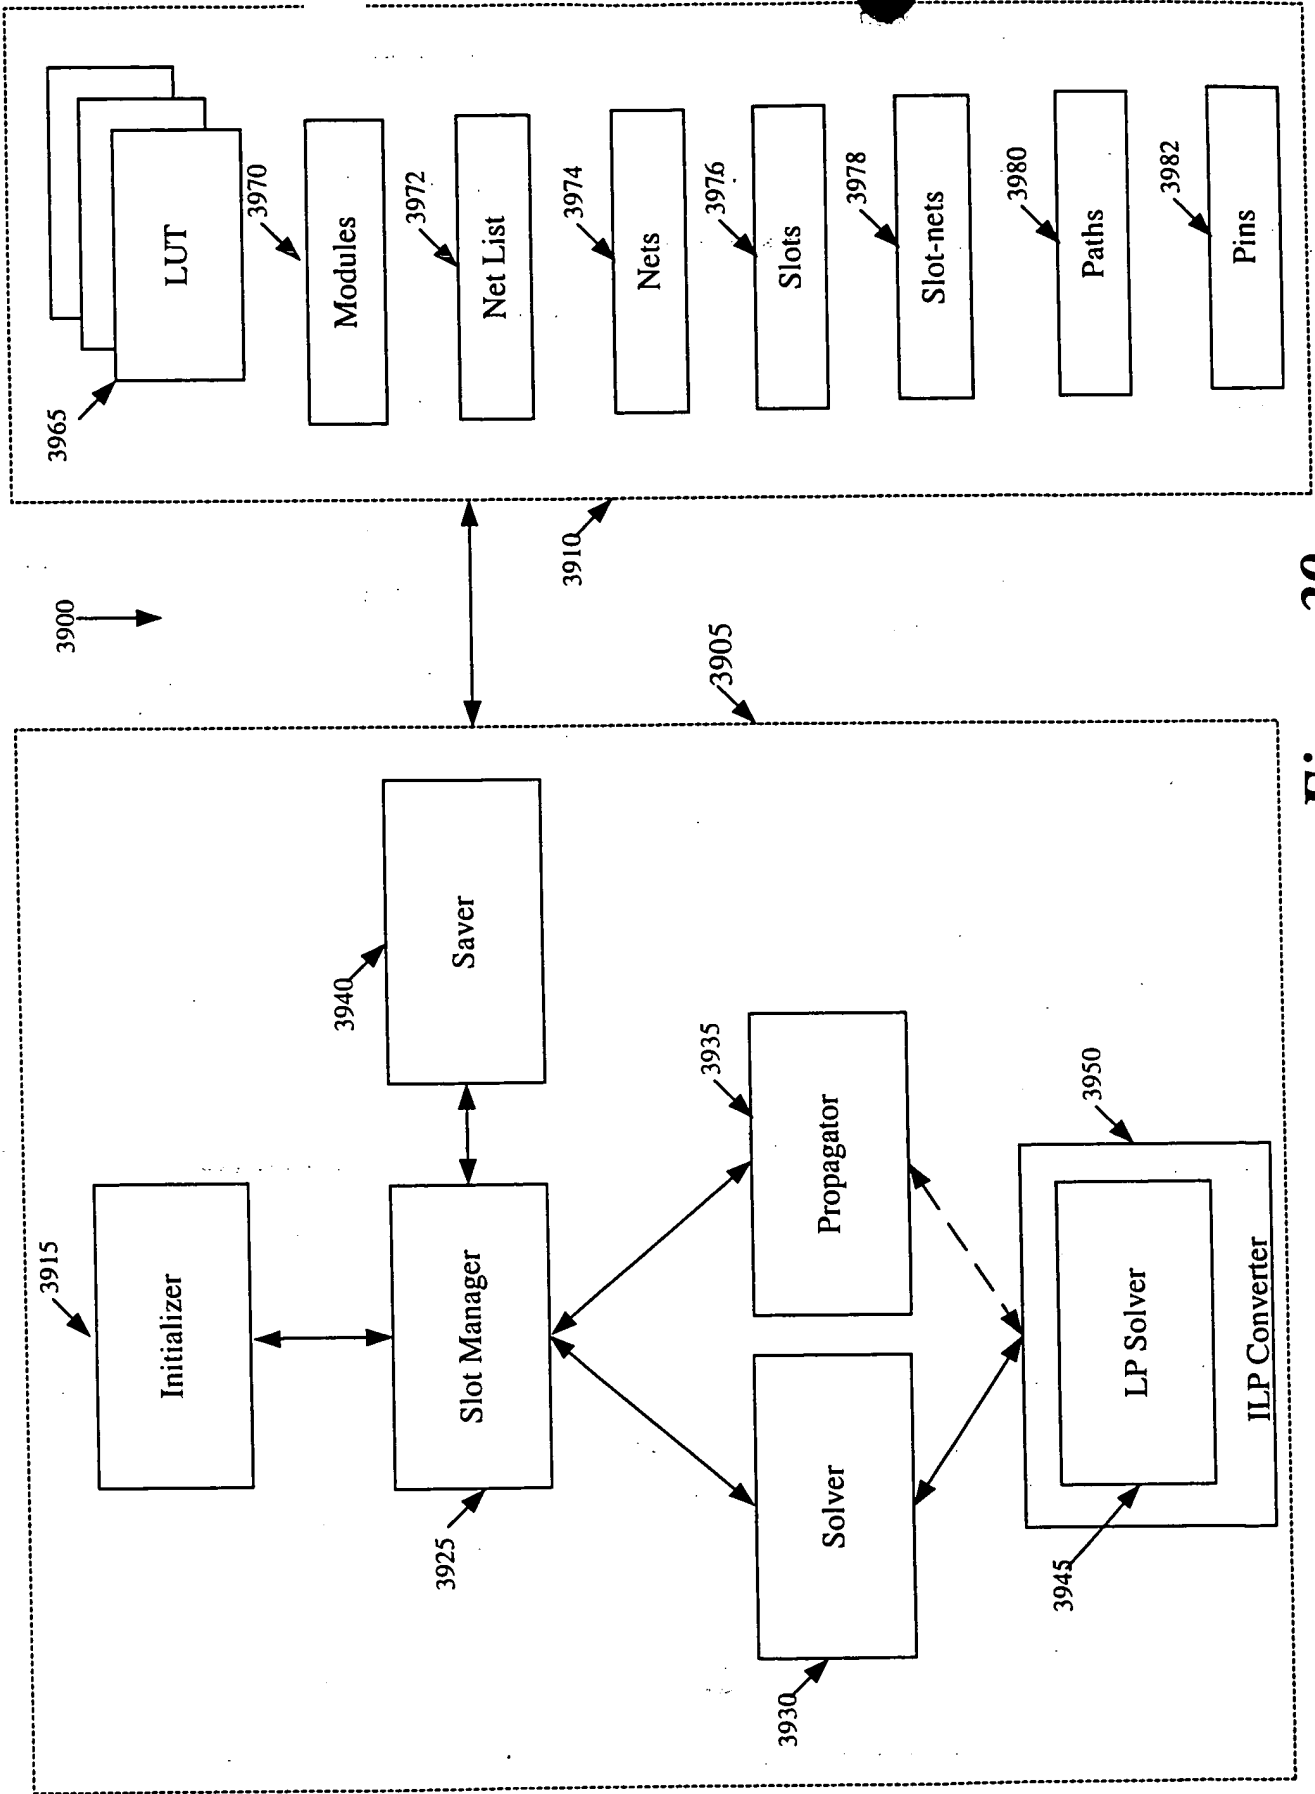 3900
3905
3915
Initializer
3940
3925
Slot Manager
Saver
3935
3930
Solver
Propagator
3945
3950
LP Solver
ILP Converter
3910
3965
LUT
3970
Modules
3972
Net List
3974
Nets
3976
Slots
3978
Slot-nets
3980
Paths
3982
Pins